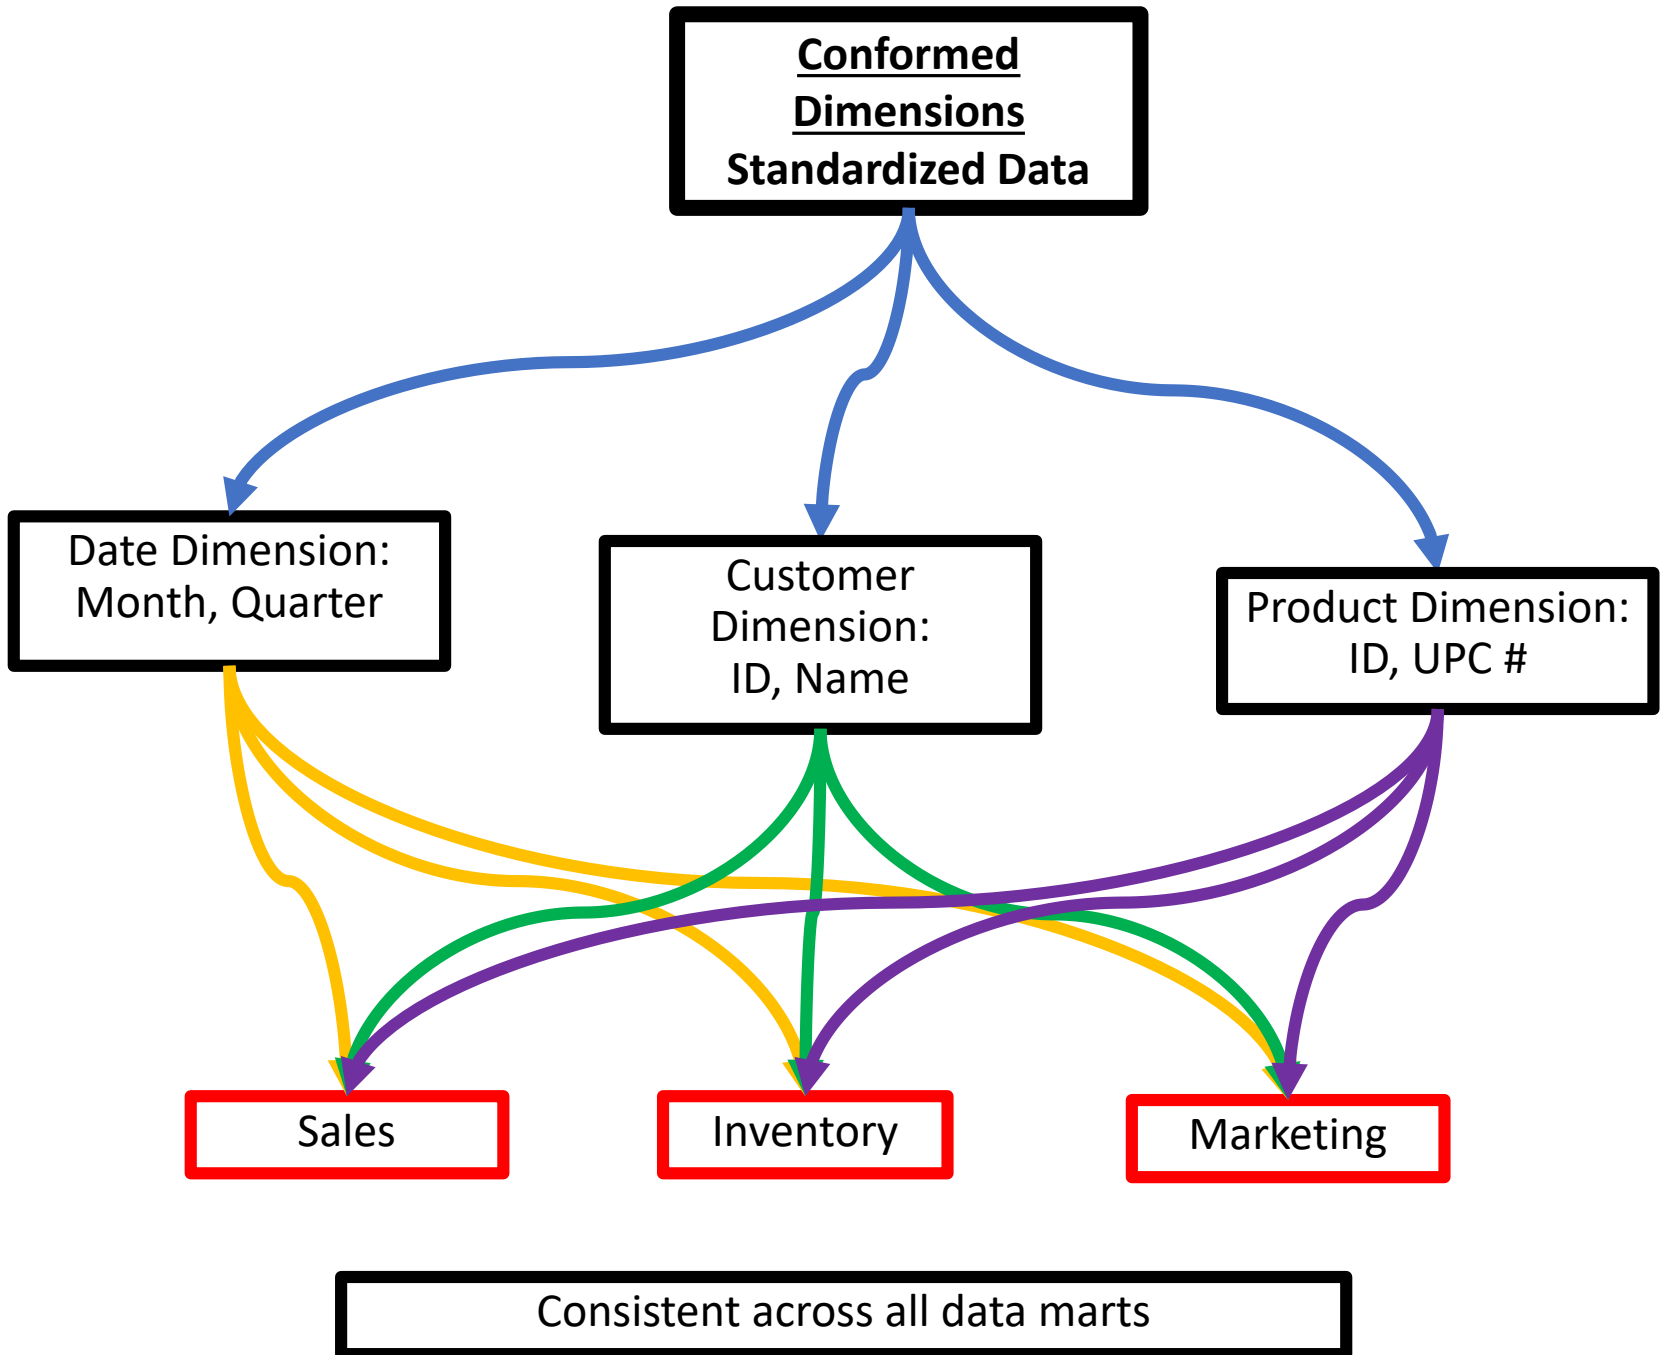 Conformed
Dimensions
Standardized Data
Date Dimension:
Month, Quarter
Customer
Dimension:
ID, Name
Product Dimension:
ID, UPC #
Sales
Inventory
Marketing
Consistent across all data marts